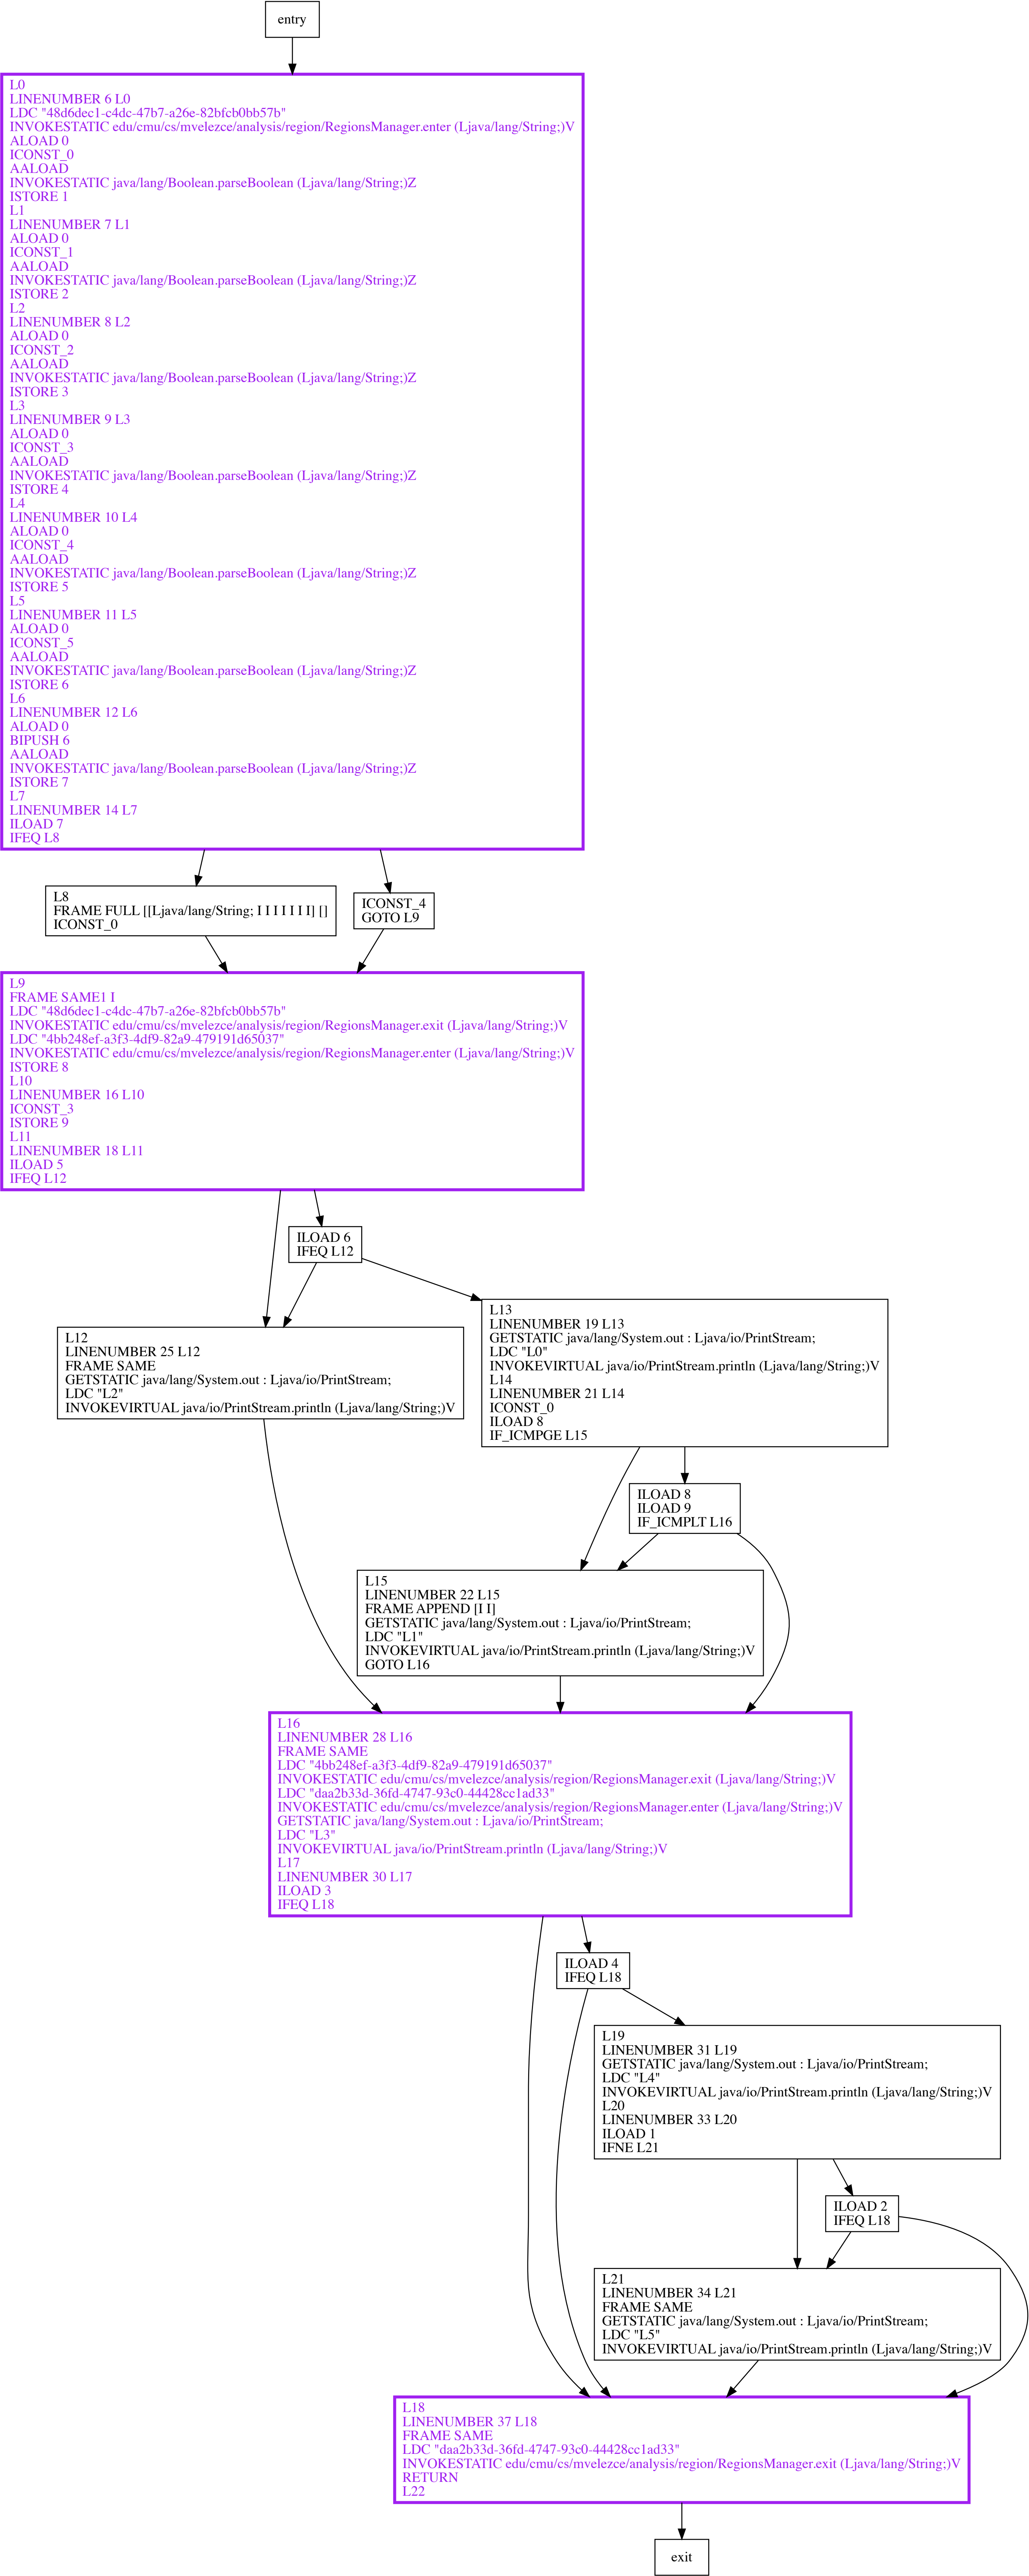 entry
L0
LINENUMBER 6 L0
LDC "48d6dec1-c4dc-47b7-a26e-82bfcb0bb57b"
INVOKESTATIC edu/cmu/cs/mvelezce/analysis/region/RegionsManager.enter (Ljava/lang/String;)V
ALOAD 0
ICONST_0
AALOAD
INVOKESTATIC java/lang/Boolean.parseBoolean (Ljava/lang/String;)Z
ISTORE 1
L1
LINENUMBER 7 L1
ALOAD 0
ICONST_1
AALOAD
INVOKESTATIC java/lang/Boolean.parseBoolean (Ljava/lang/String;)Z
ISTORE 2
L2
LINENUMBER 8 L2
ALOAD 0
ICONST_2
AALOAD
INVOKESTATIC java/lang/Boolean.parseBoolean (Ljava/lang/String;)Z
ISTORE 3
L3
LINENUMBER 9 L3
ALOAD 0
ICONST_3
AALOAD
INVOKESTATIC java/lang/Boolean.parseBoolean (Ljava/lang/String;)Z
ISTORE 4
L4
LINENUMBER 10 L4
ALOAD 0
ICONST_4
AALOAD
INVOKESTATIC java/lang/Boolean.parseBoolean (Ljava/lang/String;)Z
ISTORE 5
L5
LINENUMBER 11 L5
ALOAD 0
ICONST_5
AALOAD
INVOKESTATIC java/lang/Boolean.parseBoolean (Ljava/lang/String;)Z
ISTORE 6
L6
LINENUMBER 12 L6
ALOAD 0
BIPUSH 6
AALOAD
INVOKESTATIC java/lang/Boolean.parseBoolean (Ljava/lang/String;)Z
ISTORE 7
L7
LINENUMBER 14 L7
ILOAD 7
IFEQ L8
L8
FRAME FULL [[Ljava/lang/String; I I I I I I I] []
ICONST_0
ICONST_4
GOTO L9
L9
FRAME SAME1 I
LDC "48d6dec1-c4dc-47b7-a26e-82bfcb0bb57b"
INVOKESTATIC edu/cmu/cs/mvelezce/analysis/region/RegionsManager.exit (Ljava/lang/String;)V
LDC "4bb248ef-a3f3-4df9-82a9-479191d65037"
INVOKESTATIC edu/cmu/cs/mvelezce/analysis/region/RegionsManager.enter (Ljava/lang/String;)V
ISTORE 8
L10
LINENUMBER 16 L10
ICONST_3
ISTORE 9
L11
LINENUMBER 18 L11
ILOAD 5
IFEQ L12
ILOAD 6
IFEQ L12
L12
LINENUMBER 25 L12
FRAME SAME
GETSTATIC java/lang/System.out : Ljava/io/PrintStream;
LDC "L2"
INVOKEVIRTUAL java/io/PrintStream.println (Ljava/lang/String;)V
L13
LINENUMBER 19 L13
GETSTATIC java/lang/System.out : Ljava/io/PrintStream;
LDC "L0"
INVOKEVIRTUAL java/io/PrintStream.println (Ljava/lang/String;)V
L14
LINENUMBER 21 L14
ICONST_0
ILOAD 8
IF_ICMPGE L15
ILOAD 8
ILOAD 9
IF_ICMPLT L16
L15
LINENUMBER 22 L15
FRAME APPEND [I I]
GETSTATIC java/lang/System.out : Ljava/io/PrintStream;
LDC "L1"
INVOKEVIRTUAL java/io/PrintStream.println (Ljava/lang/String;)V
GOTO L16
L16
LINENUMBER 28 L16
FRAME SAME
LDC "4bb248ef-a3f3-4df9-82a9-479191d65037"
INVOKESTATIC edu/cmu/cs/mvelezce/analysis/region/RegionsManager.exit (Ljava/lang/String;)V
LDC "daa2b33d-36fd-4747-93c0-44428cc1ad33"
INVOKESTATIC edu/cmu/cs/mvelezce/analysis/region/RegionsManager.enter (Ljava/lang/String;)V
GETSTATIC java/lang/System.out : Ljava/io/PrintStream;
LDC "L3"
INVOKEVIRTUAL java/io/PrintStream.println (Ljava/lang/String;)V
L17
LINENUMBER 30 L17
ILOAD 3
IFEQ L18
ILOAD 4
IFEQ L18
L19
LINENUMBER 31 L19
GETSTATIC java/lang/System.out : Ljava/io/PrintStream;
LDC "L4"
INVOKEVIRTUAL java/io/PrintStream.println (Ljava/lang/String;)V
L20
LINENUMBER 33 L20
ILOAD 1
IFNE L21
ILOAD 2
IFEQ L18
L21
LINENUMBER 34 L21
FRAME SAME
GETSTATIC java/lang/System.out : Ljava/io/PrintStream;
LDC "L5"
INVOKEVIRTUAL java/io/PrintStream.println (Ljava/lang/String;)V
L18
LINENUMBER 37 L18
FRAME SAME
LDC "daa2b33d-36fd-4747-93c0-44428cc1ad33"
INVOKESTATIC edu/cmu/cs/mvelezce/analysis/region/RegionsManager.exit (Ljava/lang/String;)V
RETURN
L22
exit